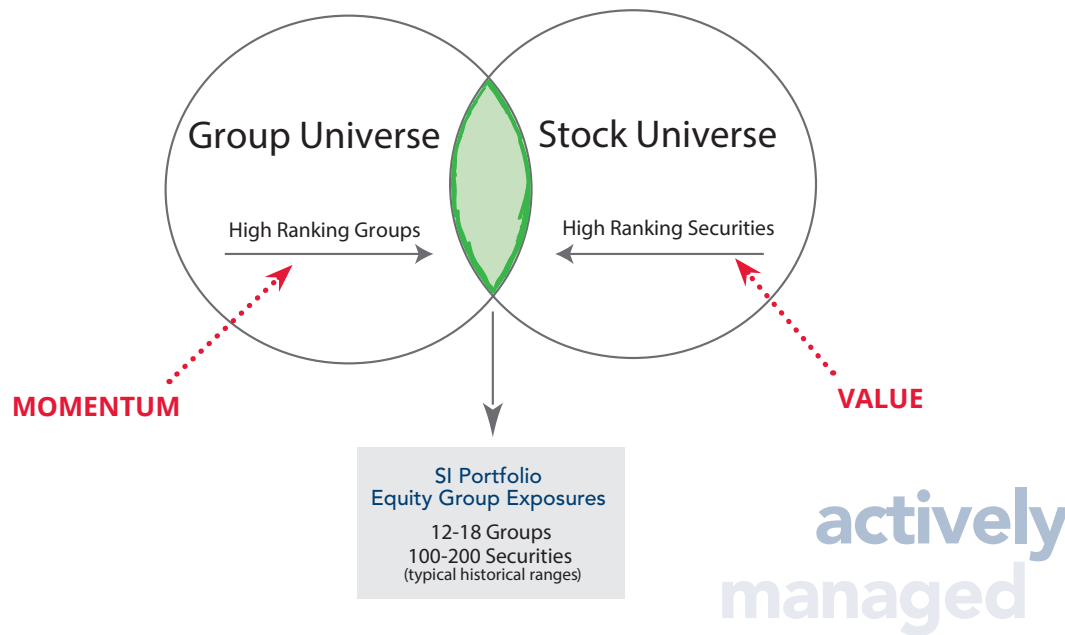 Group Universe
Stock Universe
High Ranking Groups
High Ranking Securities
MOMENTUM
VALUE
SI Portfolio
Equity Group Exposures
12-18 Groups
100-200 Securities
(typical historical ranges)
actively
managed